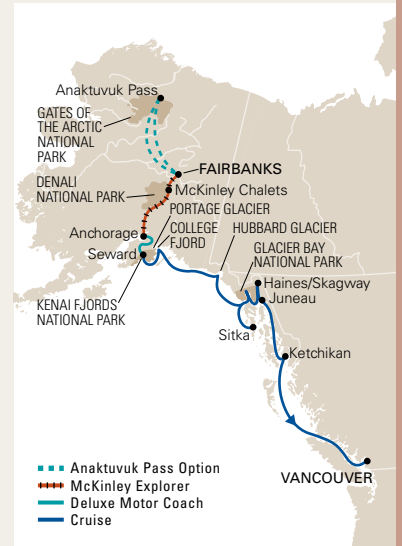 Anaktuvuk Pass
GATES OF
THE ARCTIC
NATIONAL
PARK
FAIRBANKS
DENALI
NATIONAL PARK
McKinley Chalets
PORTAGE GLACIER
Anchorage
COLLEGE
FJORD
HUBBARD GLACIER
Seward
GLACIER BAY
NATIONAL PARK
Haines/Skagway
Juneau
KENAI FJORDS
NATIONAL PARK
Sitka
Ketchikan
VANCOUVER
Anaktuvuk Pass Option
McKinley Explorer
Deluxe Motor Coach
Cruise